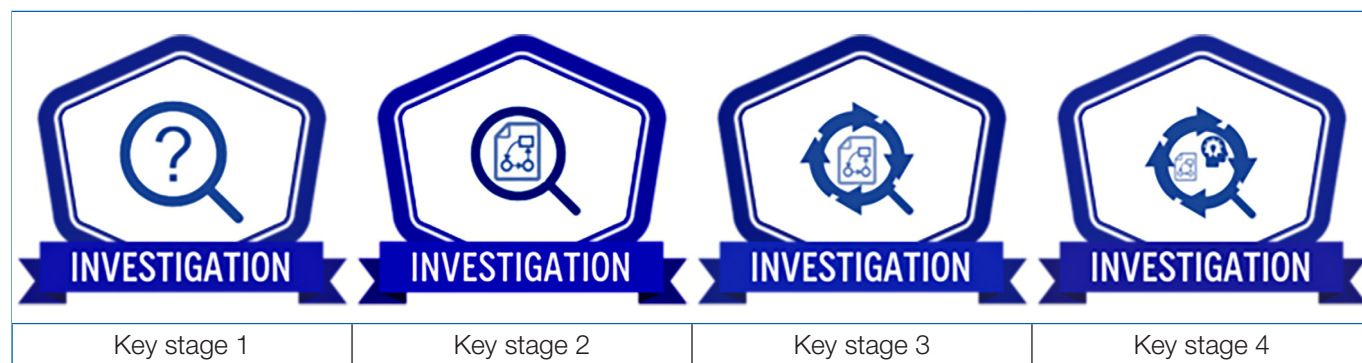 ?
INVESTIGATION INVESTIGATION INVESTIGATION INVESTIGATION
Key stage 1 Key stage 2 Key stage 3 Key stage 4